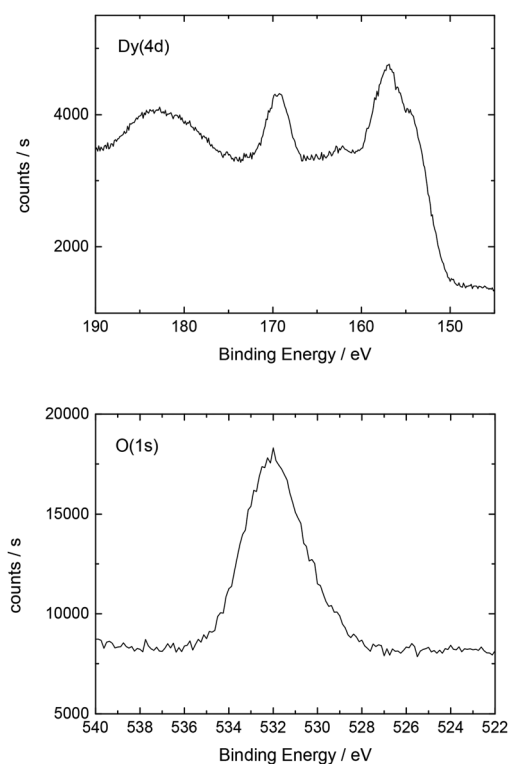 Dy(4d)
4000
2000
counts / s
190 180 170 160 150
Binding Energy / eV
20000
O(1s)
15000
10000
5000
counts / s
540 538 536 534 532 530 528 526 524 522
Binding Energy / eV